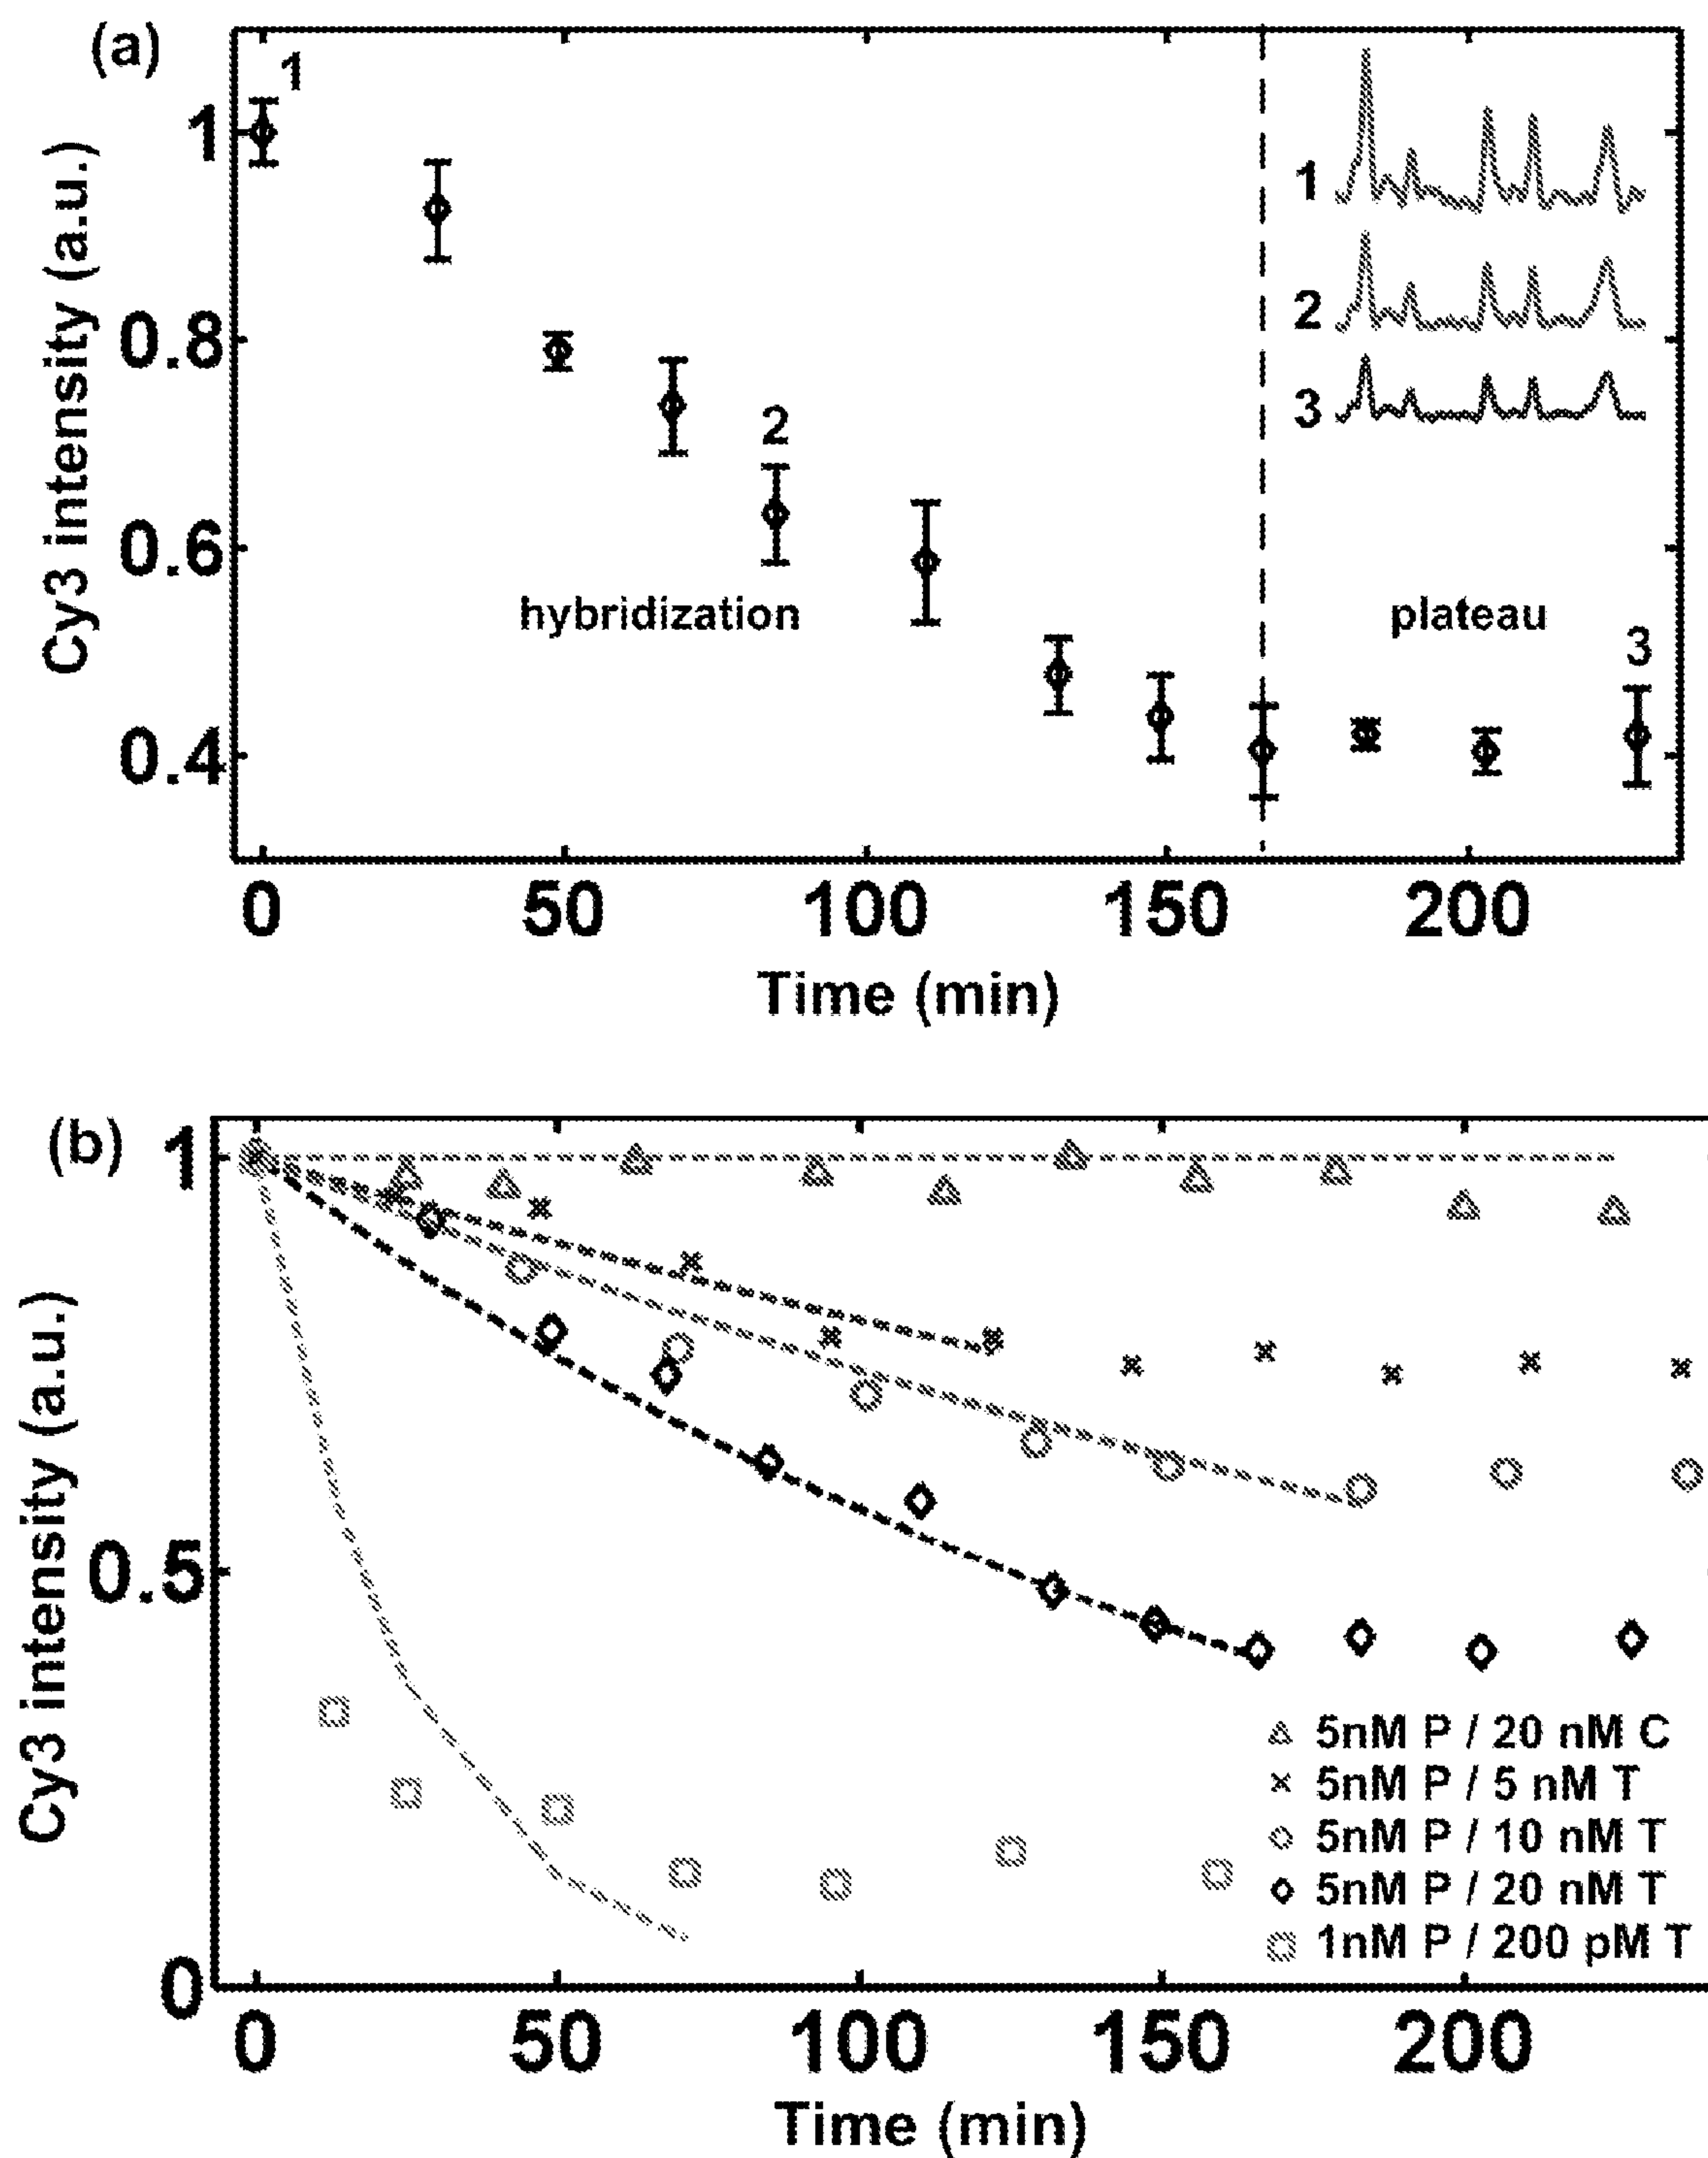 (a)
Cy3 intensity (a.u.)
1
0.8
0.6
0.4
1
2
3
hybridization
plateau
1
2
3
0 50 100 150 200
Time (min)
(b)
Cy3 intensity (a.u.)
1
0.5
0
5nM P / 20 nM C
5nM P / 5 nM T
5nM P / 10 nM T
5nM P / 20 nM T
1nM P / 200 pM T
0 50 100 150 200
Time (min)